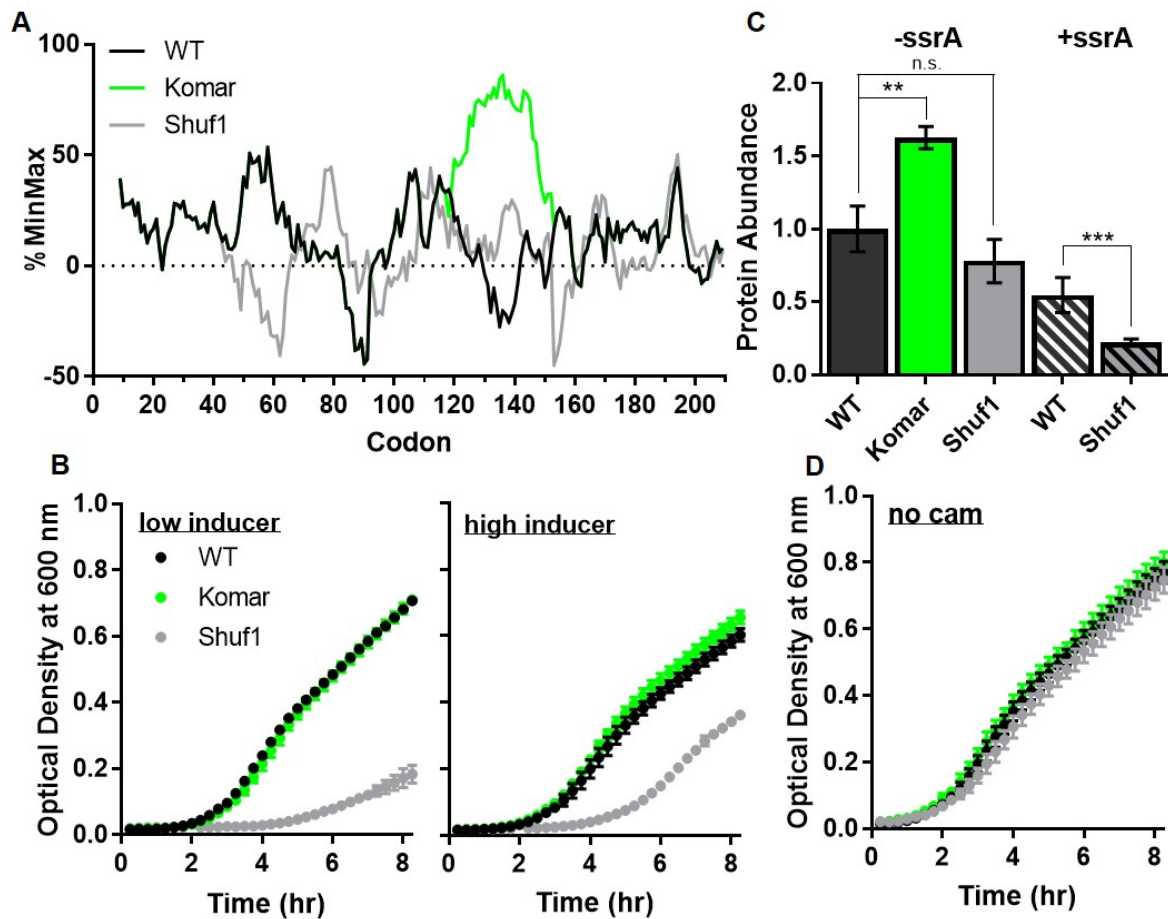 A
% MinMax
100
50
0
-50
WT
Komar
Shuf1
0 20 40 60 80 100 120 140 160 180 200
Codon
C
-ssrA +ssrA
n.s.
**
***
Protein Abundance
2.0
1.5
1.0
0.5
0.0
WT Komar Shuf1 WT Shuf1
B
Optical Density at 600 nm
1.0
0.8
0.6
0.4
0.2
0.0
low inducer
WT
Komar
Shuf1
0 2 4 6 8
Time (hr)
high inducer
0 2 4 6 8
Time (hr)
D
Optical Density at 600 nm
1.0
0.8
0.6
0.4
0.2
0.0
no cam
0 2 4 6 8
Time (hr)